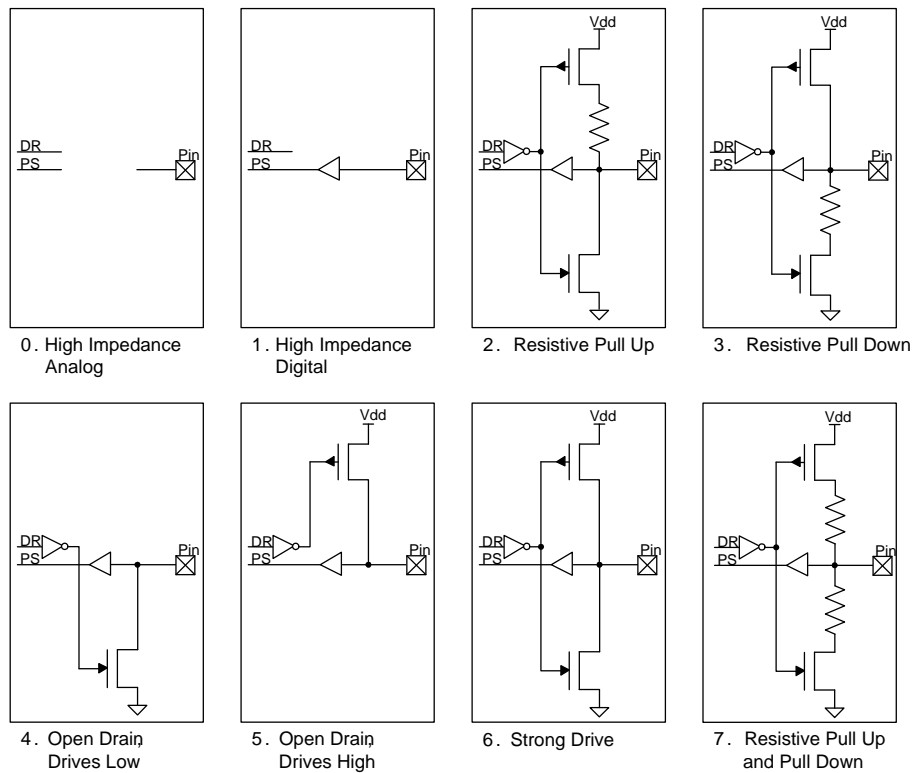 DR
PS
Pin
0. High Impedance
Analog
DR
PS
Pin
1. High Impedance
Digital
Vdd
DR
PS
Pin
2. Resistive Pull Up
Vdd
DR
PS
Pin
3. Resistive Pull Down
DR
PS
Pin
4. Open Drain,
Drives Low
Vdd
DR
PS
Pin
5. Open Drain,
Drives High
Vdd
DR
PS
Pin
6. Strong Drive
Vdd
DR
PS
Pin
7. Resistive Pull Up
and Pull Down